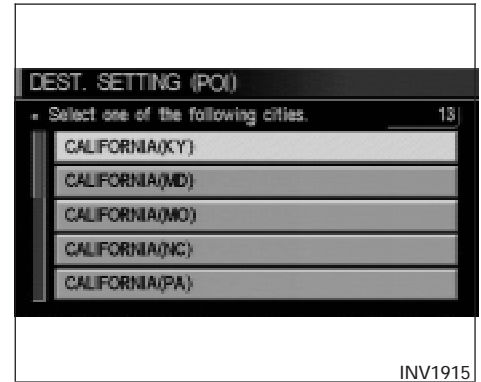 DEST. SETTING (POI)
Select one of the following cities. 13
CALIFORNIA(KY)
CALIFORNIA(MD)
CALIFORNIA(MO)
CALIFORNIA(NC)
CALIFORNIA(PA)
INV1915